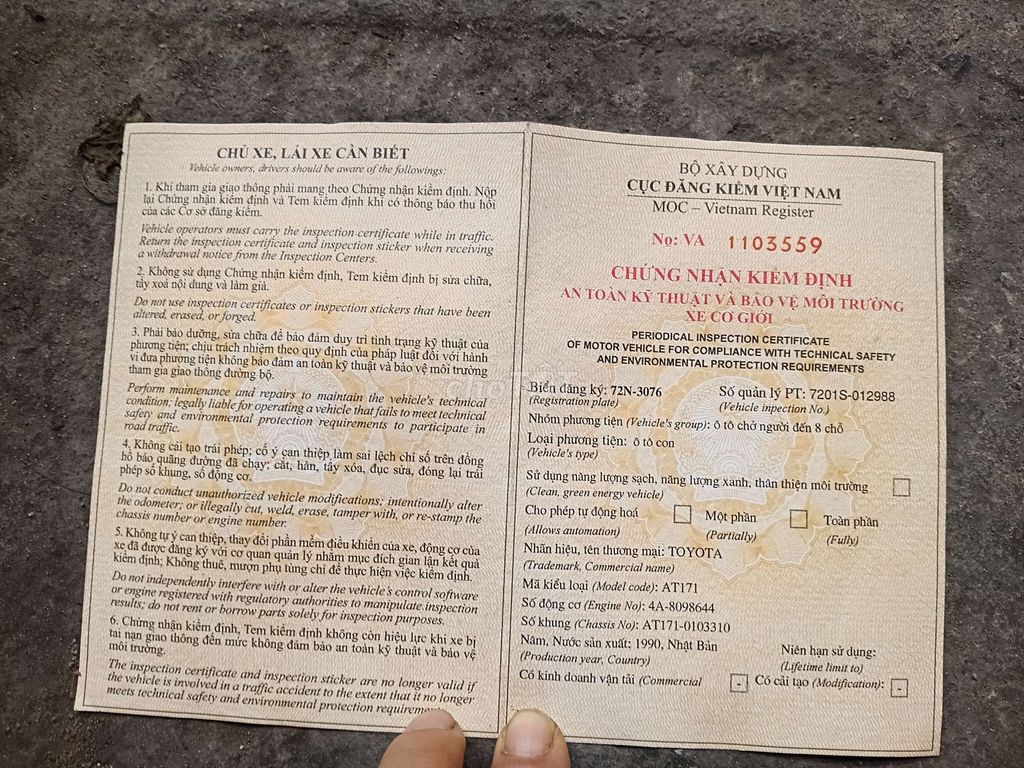 CHỦ XE, LÁI XE CẦN BIẾT
Vehicle owners, drivers should be aware of the followings:
1. Khi tham gia giao thông phải mang theo Chứng nhận kiểm định. Nộp
lại Chứng nhận kiểm định và Tem kiểm định khi có thông báo thu hồi
của các Cơ sở đăng kiểm.
Vehicle operators must carry the inspection certificate while in traffic.
Return the inspection certificate and inspection sticker when receiving
a withdrawal notice from the Inspection Centers.
2. Không sử dụng Chứng nhận kiểm định, Tem kiểm định bị sửa chữa,
tẩy xoá nội dung và làm giả.
Do not use inspection certificates or inspection stickers that have been
altered, erased, or forged.
3. Phải bảo dưỡng, sửa chữa để bảo đảm duy trì tình trạng kỹ thuật của
phương tiện; chịu trách nhiệm theo quy định của pháp luật đối với hành
vi đưa phương tiện không bảo đảm an toàn kỹ thuật và bảo vệ môi trường
tham gia giao thông đường bộ.
Perform maintenance and repairs to maintain the vehicle's technical
condition; legally liable for operating a vehicle that fails to meet technical
safety and environmental protection requirements to participate in
road traffic.
4. Không cải tạo trái phép; cố ý can thiệp làm sai lệch chỉ số trên đồng
hồ báo quãng đường đã chạy; cắt, hàn, tẩy xóa, đục sửa, đóng lại trái
phép số khung, số động cơ.
Do not conduct unauthorized vehicle modifications; intentionally alter
the odometer; or illegally cut, weld, erase, tamper with, or re-stamp the
chassis number or engine number.
5. Không tự ý can thiệp, thay đổi phần mềm điều khiển của xe, động cơ của
xe đã được đăng ký với cơ quan quản lý nhằm mục đích gian lận kết quả
kiểm định; Không thuê, mượn phụ tùng chỉ để thực hiện việc kiểm định.
Do not independently interfere with or alter the vehicle's control software
or engine registered with regulatory authorities to manipulate inspection
results; do not rent or borrow parts solely for inspection purposes.
6. Chứng nhận kiểm định, Tem kiểm định không còn hiệu lực khi xe bị
tai nạn giao thông đến mức không đảm bảo an toàn kỹ thuật và bảo vệ
môi trường.
The inspection certificate and inspection sticker are no longer valid if
the vehicle is involved in a traffic accident to the extent that it no longer
meets technical safety and environmental protection
BỘ XÂY DỰNG
CỤC ĐĂNG KIỂM VIỆT NAM
MOC – Vietnam Register
No: VA 1103559
CHỨNG NHẬN KIỂM ĐỊNH
AN TOÀN KỸ THUẬT VÀ BẢO VỆ MÔI TRƯỜNG
XE CƠ GIỚI
PERIODICAL INSPECTION CERTIFICATE
OF MOTOR VEHICLE FOR COMPLIANCE WITH TECHNICAL SAFETY
AND ENVIRONMENTAL PROTECTION REQUIREMENTS
Biển đăng ký: 72N-3076 Số quản lý PT: 7201S-012988
(Registration plate) (Vehicle inspection No.)
Nhóm phương tiện (Vehicle's group): ô tô chở người đến 8 chỗ
Loại phương tiện: ô tô con
(Vehicle's type)
Sử dụng năng lượng sạch, năng lượng xanh, thân thiện môi trường
(Clean, green energy vehicle)
Cho phép tự động hoá Một phần Toàn phần
(Allows automation) (Partially) (Fully)
Nhãn hiệu, tên thương mại: TOYOTA
(Trademark, Commercial name)
Mã kiểu loại (Model code): AT171
Số động cơ (Engine No): 4A-8098644
Số khung (Chassis No): AT171-0103310
Năm, Nước sản xuất: 1990, Nhật Bản Niên hạn sử dụng:
(Production year, Country) (Lifetime limit to)
Có kinh doanh vận tải (Commercial - Có cải tạo (Modification): -